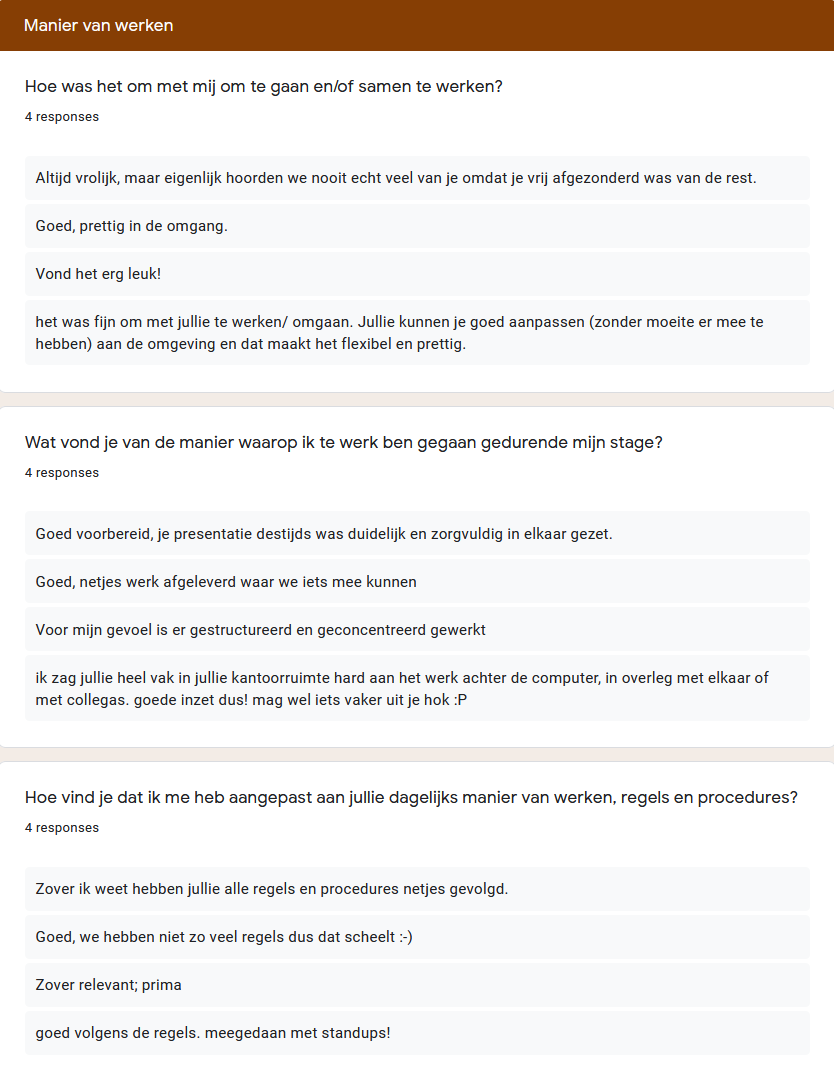 Manier van werken
Hoe was het om met mij om te gaan en/of samen te werken?
4 responses
Altijd vrolijk, maar eigenlijk hoorden we nooit echt veel van je omdat je vrij afgezonderd was van de rest.
Goed, prettig in de omgang.
Vond het erg leuk!
het was fijn om met jullie te werken/ omgaan. Jullie kunnen je goed aanpassen (zonder moeite er mee te
hebben) aan de omgeving en dat maakt het flexibel en prettig.
Wat vond je van de manier waarop ik te werk ben gegaan gedurende mijn stage?
4 responses
Goed voorbereid, je presentatie destijds was duidelijk en zorgvuldig in elkaar gezet.
Goed, netjes werk afgeleverd waar we iets mee kunnen
Voor mijn gevoel is er gestructureerd en geconcentreerd gewerkt
ik zag jullie heel vak in jullie kantoorruimte hard aan het werk achter de computer, in overleg met elkaar of
met collegas. goede inzet dus! mag wel iets vaker uit je hok :P
Hoe vind je dat ik me heb aangepast aan jullie dagelijks manier van werken, regels en procedures?
4 responses
Zover ik weet hebben jullie alle regels en procedures netjes gevolgd.
Goed, we hebben niet zo veel regels dus dat scheelt :-)
Zover relevant; prima
goed volgens de regels. meegedaan met standups!